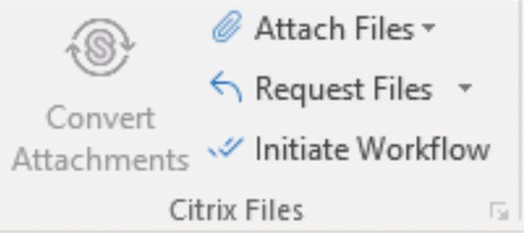 Convert
Attachments
Attach Files
Request Files
Initiate Workflow
Citrix Files